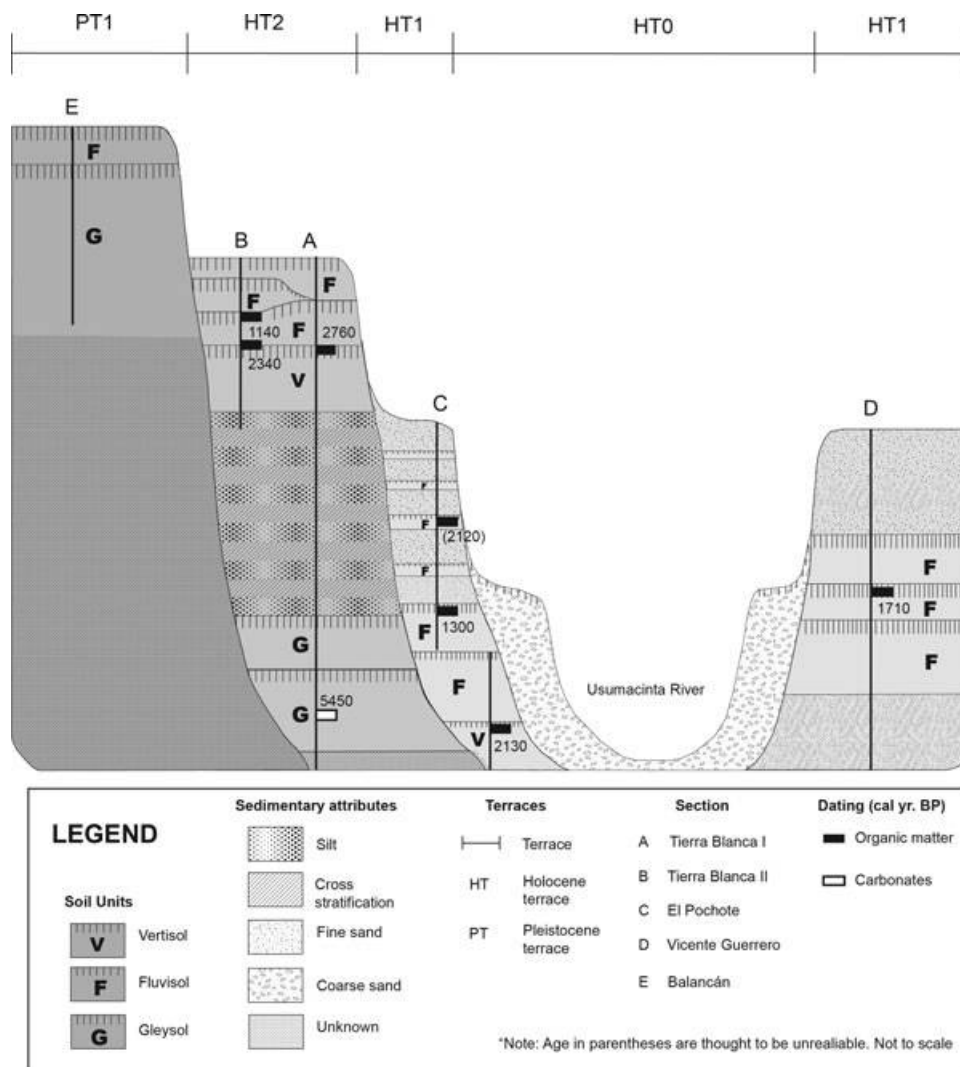 PT1 HT2 HT1 HT0 HT1
E
F
G
B A
F
F
1140 F 2760
2340
V
C
D
F
F
(2120)
F
F
1300
F
1710 F
G
F
F
Usumacinta River
5450
G
V
2130
LEGEND
Soil Units
V Vertisol
F Fluvisol
G Gleysol
Sedimentary attributes
Silt
Cross
stratification
Fine sand
Coarse sand
Unknown
Terraces
Terrace
HT Holocene
terrace
PT Pleistocene
terrace
Section
A Tierra Blanca I
B Tierra Blanca II
C El Pochote
D Vicente Guerrero
E Balancán
Dating (cal yr. BP)
Organic matter
Carbonates
*Note: Age in parentheses are thought to be unrealiable. Not to scale